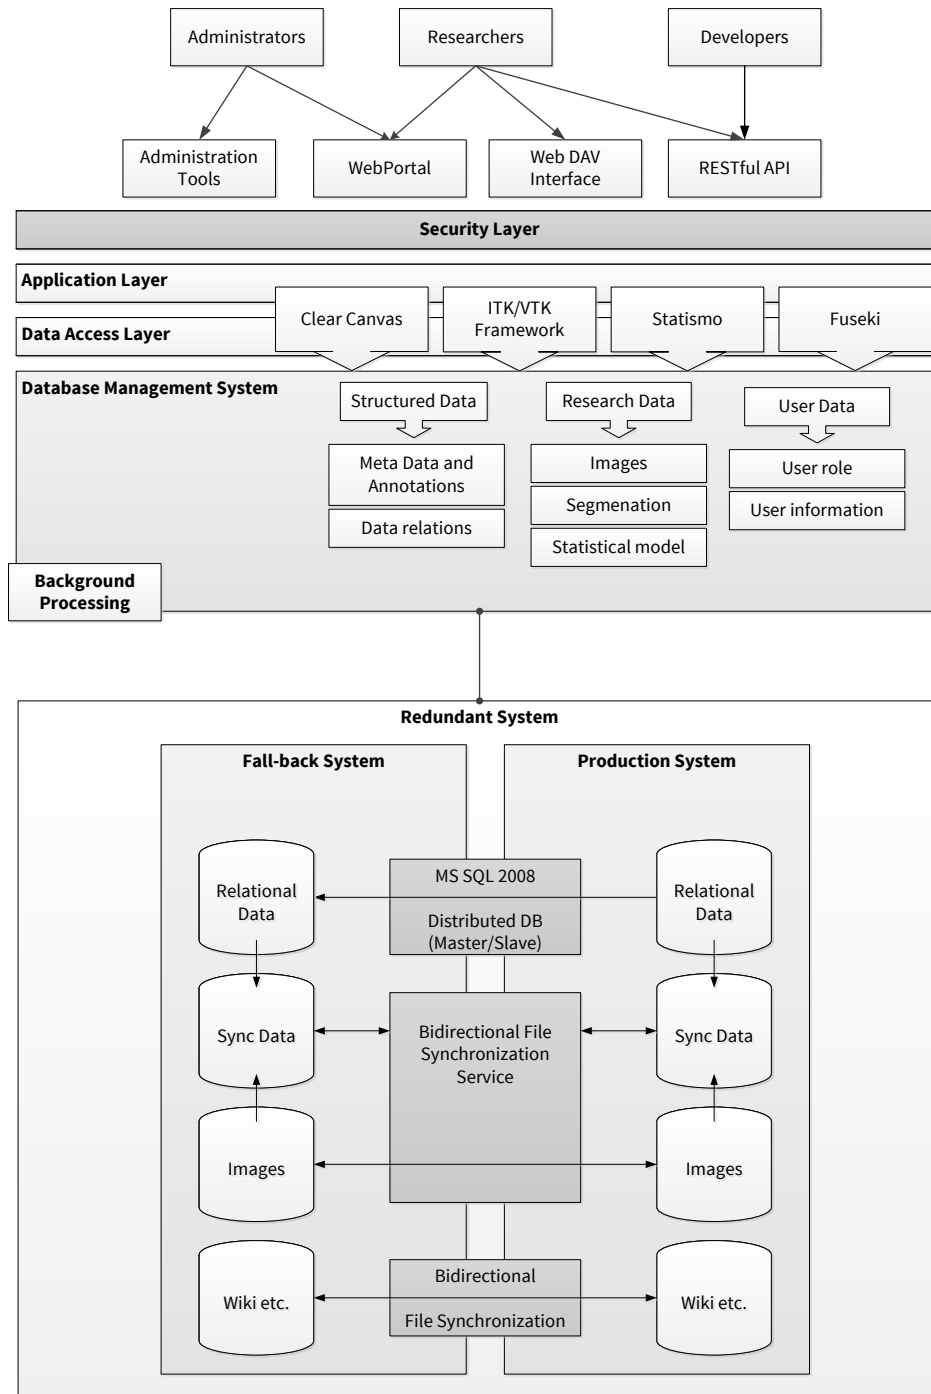 Administrators
Researchers
Developers
Administration
Tools
WebPortal
Web DAV
Interface
RESTful API
Security Layer
Application Layer
Data Access Layer
Clear Canvas
ITK/VTK
Framework
Statismo
Fuseki
Database Management System
Structured Data
Research Data
User Data
Meta Data and
Annotations
Data relations
Images
Segmenation
Statistical model
User role
User information
Background
Processing
Redundant System
Fall-back System
Production System
Relational
Data
MS SQL 2008
Distributed DB
(Master/Slave)
Relational
Data
Sync Data
Bidirectional File
Synchronization
Service
Sync Data
Images
Images
Wiki etc.
Bidirectional
File Synchronization
Wiki etc.